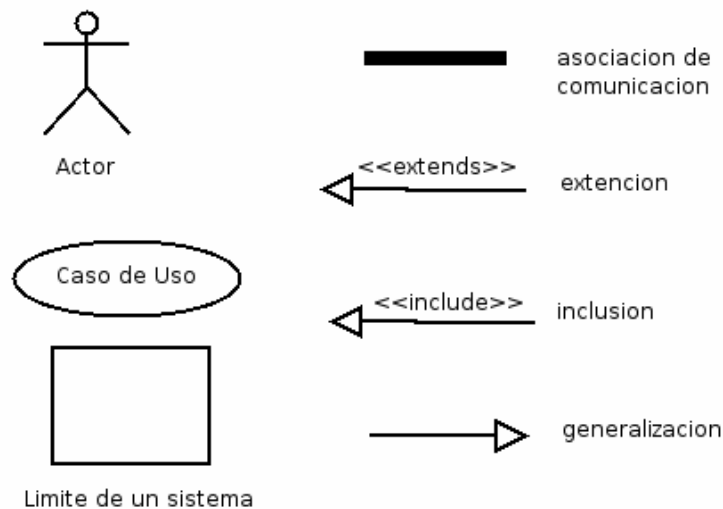 Actor
Caso de Uso
Limite de un sistema
asociacion de
comunicacion
<<extends>>
extencion
<<include>>
inclusion
generalizacion